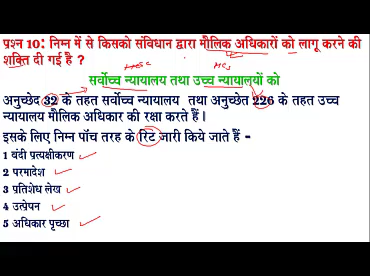 प्रश्न 10: निम्न में से किसको संविधान द्वारा मौलिक अधिकारों को लागू करने की
शक्ति दी गई है ?
सर्वोच्च न्यायालय तथा उच्च न्यायालयों को
अनुच्छेद 32 के तहत सर्वोच्च न्यायालय तथा अनुच्छेत 226 के तहत उच्च
न्यायालय मौलिक अधिकार की रक्षा करते हैं।
इसके लिए निम्न पाँच तरह के रिट जारी किये जाते हैं -
1 बंदी प्रत्यक्षीकरण
2 परमादेश
3 प्रतिशेध लेख
4 उत्प्रेषन
5 अधिकार पृच्छा